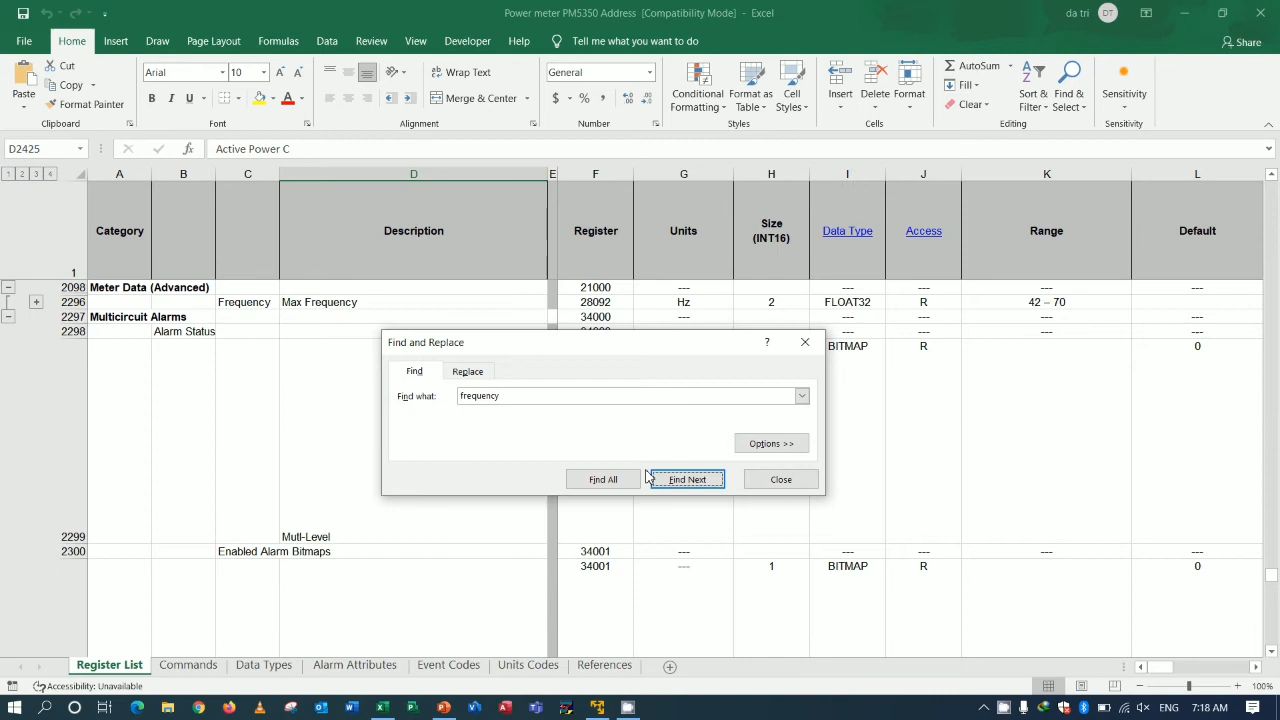 Power meter PM5350 Address [Compatibility Mode] - Excel
da tri
DT
File Home Insert Draw Page Layout Formulas Data Review View Developer Help Tell me what you want to do
Share
Paste
Cut
Copy
Format Painter
Clipboard
Arial 10
B I U
Font
Wrap Text
Merge & Center
Alignment
General
$ % ,
Number
Conditional Formatting
Format as Table
Cell Styles
Styles
Insert Delete Format
Cells
AutoSum
Fill
Clear
Sort & Filter
Find & Select
Editing
Sensitivity
Sensitivity
D2425 fx Active Power C
1 2 3 4 A B C D E F G H I J K L
1 Category Description Register Units Size (INT16) Data Type Access Range Default
2098 Meter Data (Advanced) 21000 --- --- --- --- --- ---
2296 Frequency Max Frequency 28092 Hz 2 FLOAT32 R 42 – 70
2297 Multicircuit Alarms 34000 --- --- --- --- ---
2298 Alarm Status --- --- --- ---
BITMAP R 0
2299 Mutl-Level
2300 Enabled Alarm Bitmaps 34001 --- --- --- --- ---
34001 --- 1 BITMAP R 0
Find and Replace
?
Find Replace
Find what: frequency
Options >>
Find All Find Next Close
Register List Commands Data Types Alarm Attributes Event Codes Units Codes References
Accessibility: Unavailable
100%
ENG 7:18 AM